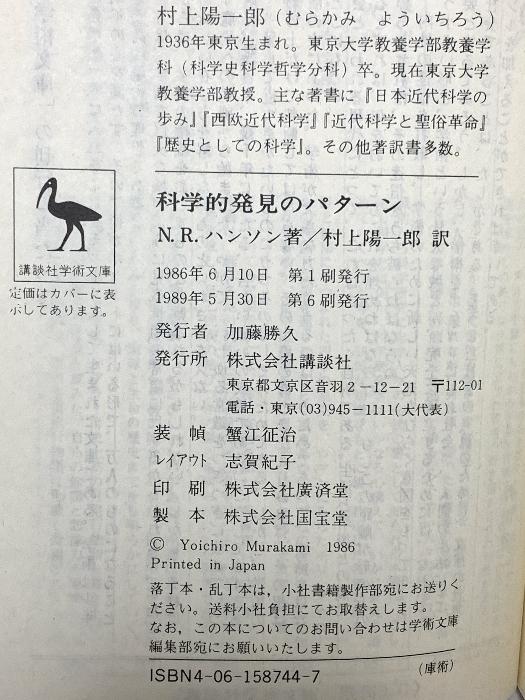 村上陽一郎（むらかみ よういちろう）
1936年東京生まれ。東京大学教養学部教養学
科（科学史科学哲学分科）卒。現在東京大学
教養学部教授。主な著書に『日本近代科学の
歩み』『西欧近代科学』『近代科学と聖俗革命』
『歴史としての科学』。その他著訳書多数。
講談社学術文庫
定価はカバーに表
示してあります。
科学的発見のパターン
N. R. ハンソン著／村上陽一郎 訳
1986年6月10日 第1刷発行
1989年5月30日 第6刷発行
発行者 加藤勝久
発行所 株式会社講談社
東京都文京区音羽2-12-21 〒112-01
電話・東京(03)945-1111(大代表)
装 幀 蟹江征治
レイアウト 志賀紀子
印 刷 株式会社廣済堂
製 本 株式会社国宝堂
© Yoichiro Murakami 1986
Printed in Japan
落丁本・乱丁本は，小社書籍製作部宛にお送りく
ださい。送料小社負担にてお取替えします。
なお，この本についてのお問い合わせは学術文庫
編集部宛にお願いいたします。
ISBN4-06-158744-7
（庫術）